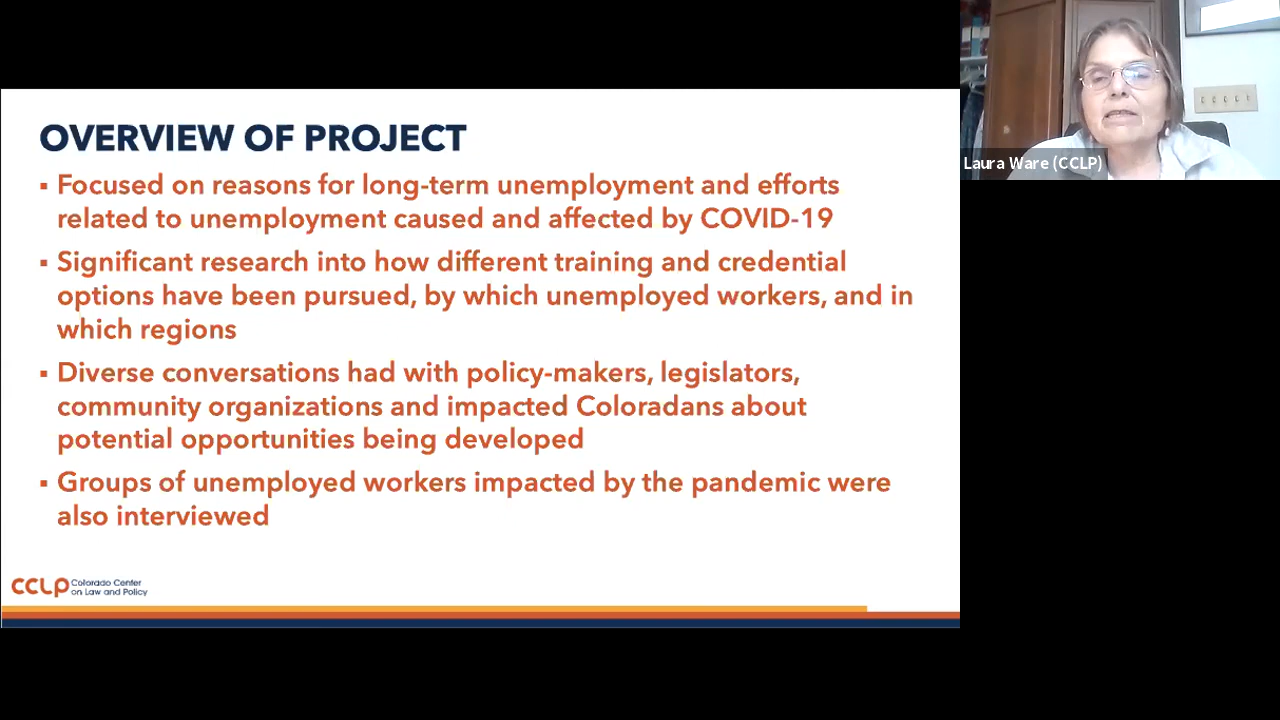 OVERVIEW OF PROJECT
▪ Focused on reasons for long-term unemployment and efforts
related to unemployment caused and affected by COVID-19
▪ Significant research into how different training and credential
options have been pursued, by which unemployed workers, and in
which regions
▪ Diverse conversations had with policy-makers, legislators,
community organizations and impacted Coloradans about
potential opportunities being developed
▪ Groups of unemployed workers impacted by the pandemic were
also interviewed
CCLP Colorado Center
on Law and Policy
Laura Ware (CCLP)